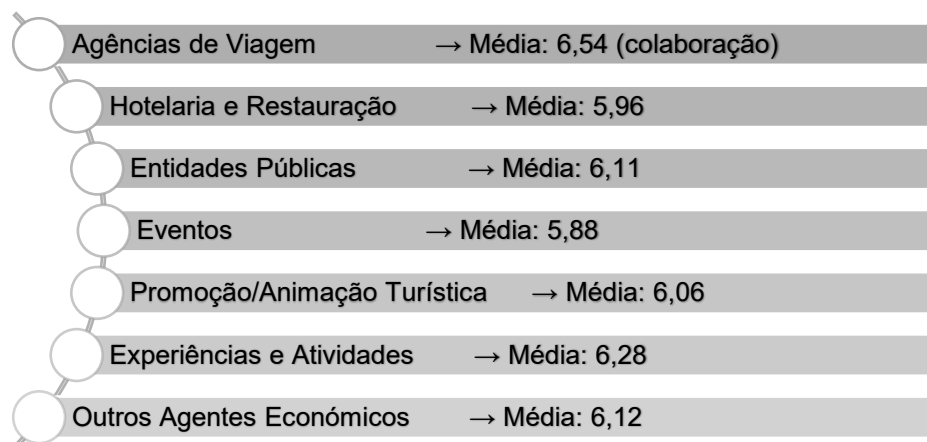 Agências de Viagem → Média: 6,54 (colaboração)
Hotelaria e Restauração → Média: 5,96
Entidades Públicas → Média: 6,11
Eventos → Média: 5,88
Promoção/Animação Turística → Média: 6,06
Experiências e Atividades → Média: 6,28
Outros Agentes Económicos → Média: 6,12